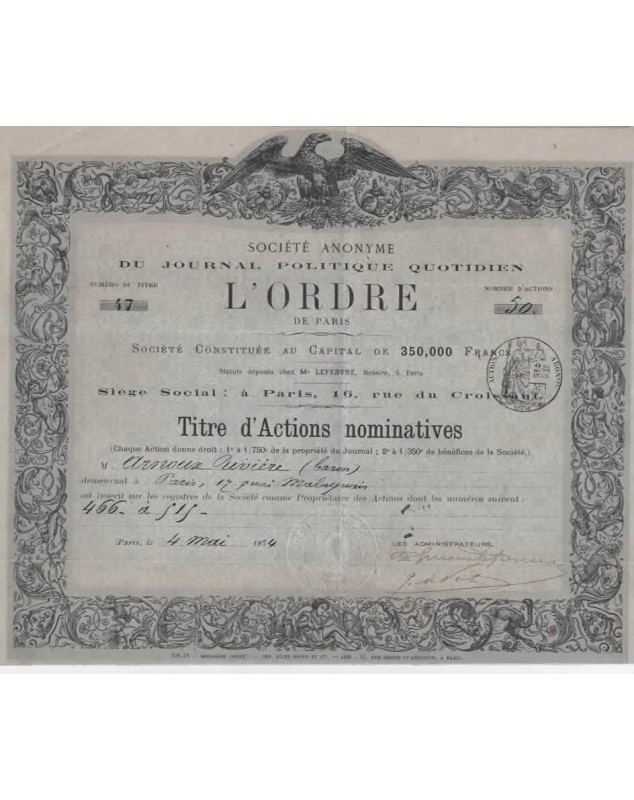 SOCIÉTÉ ANONYME
DU JOURNAL POLITIQUE QUOTIDIEN
NUMÉRO DU TITRE
47
L'ORDRE
NOMBRE D'ACTIONS
50
DE PARIS
SOCIÉTÉ CONSTITUÉE AU CAPITAL DE 350,000 FRANCS
Statuts déposés chez Me LEFEBVRE, Notaire, à Paris
Siège Social: à Paris, 16, rue du Croissant
Titre d'Actions nominatives
(Chaque Action donne droit: 1º à 1/750e de la propriété du Journal; 2º à 1/350e de bénéfices de la Société,)
M. Arnoux Rivière (baron)
demeurant à Paris, 17 quai Malaquais
est inscrit sur les registres de la Société comme Propriétaire des Actions dont les numéros suivent:
466 à 515
Paris, le 4 Mai 1874
LES ADMINISTRATEURS,